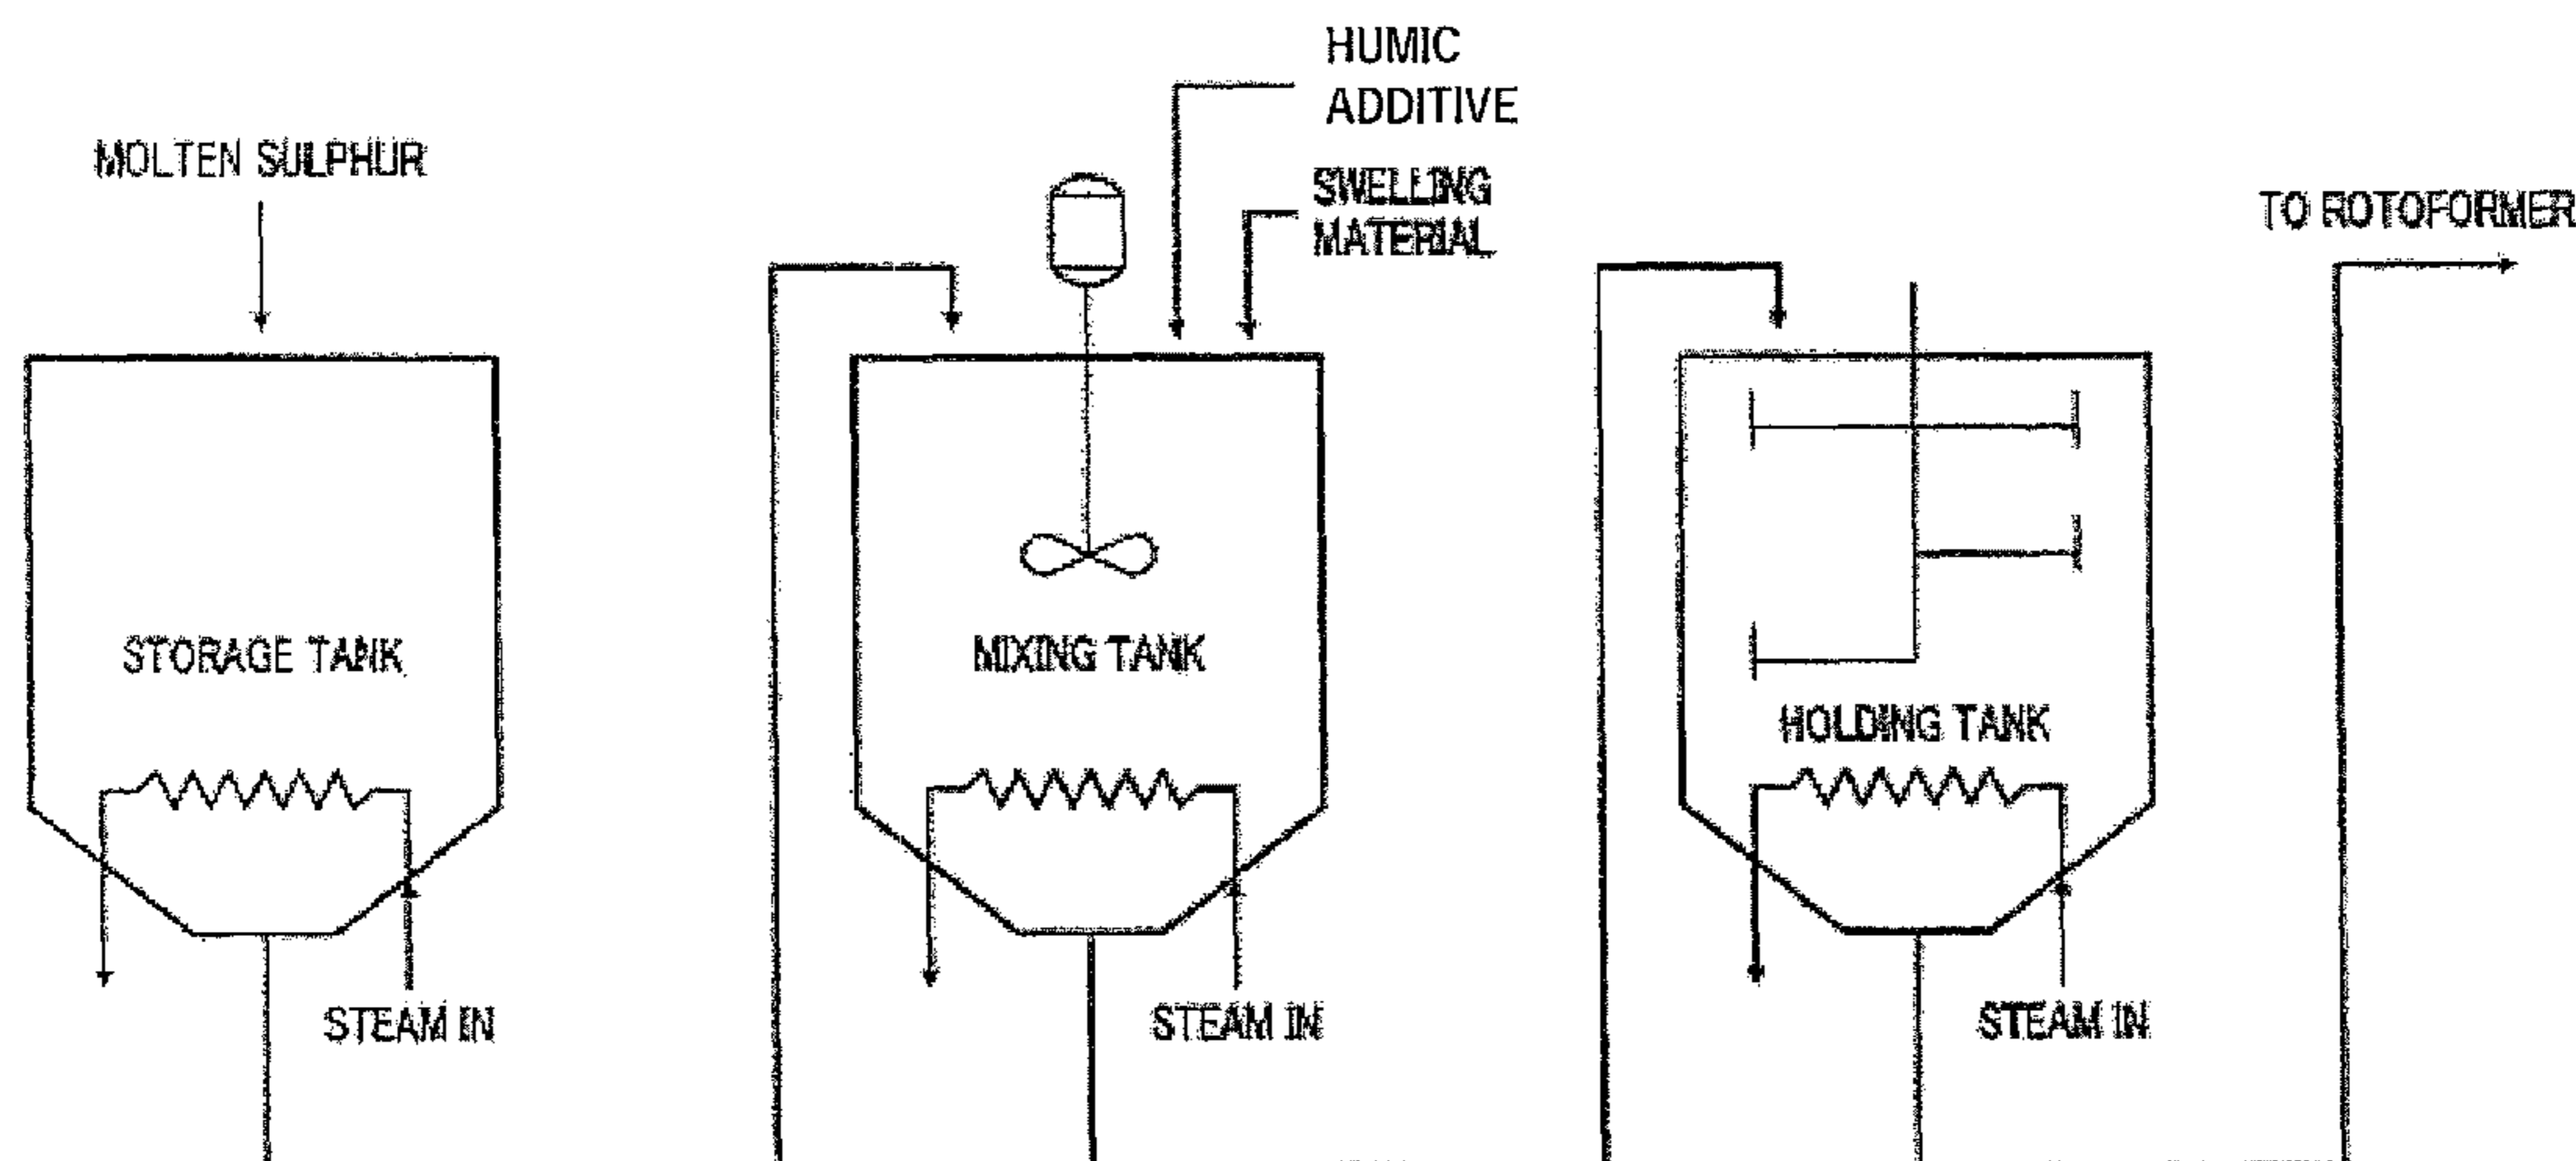 HUMIC
ADDITIVE
MOLTEN SULPHUR
SWELLING
MATERIAL
TO ROTOFORMER
STORAGE TANK
MIXING TANK
HOLDING TANK
STEAM IN
STEAM IN
STEAM IN